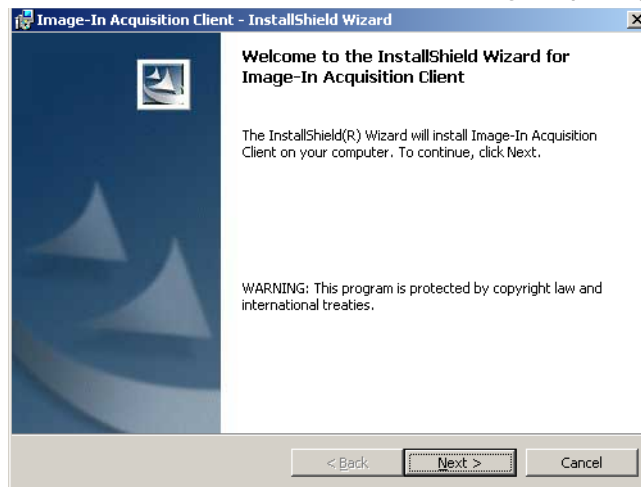 Image-In Acquisition Client - InstallShield Wizard
Welcome to the InstallShield Wizard for
Image-In Acquisition Client
The InstallShield(R) Wizard will install Image-In Acquisition
Client on your computer. To continue, click Next.
WARNING: This program is protected by copyright law and
international treaties.
< Back Next > Cancel